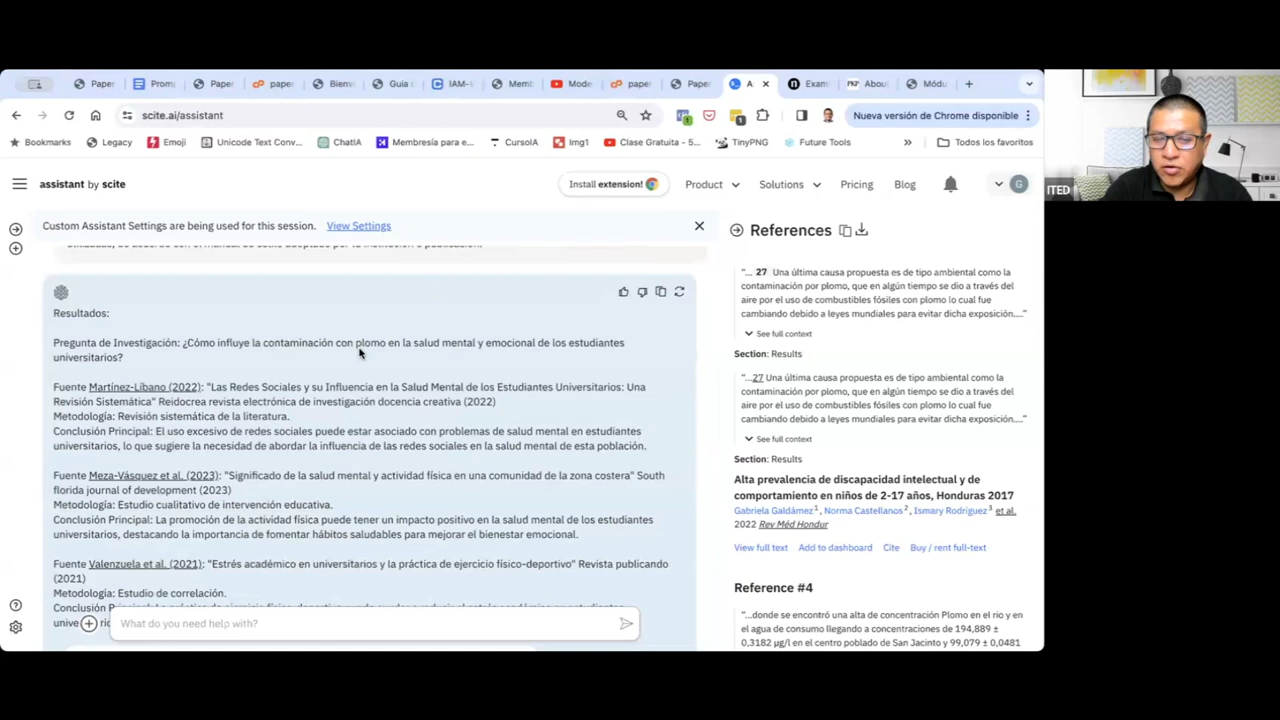 Paper
Prom
Paper
paper
Bienv
Guía
IAM-
Memb
Mode
paper
Paper
A
Exam
PKP Abou
Módu
scite.ai/assistant
Nueva versión de Chrome disponible
Bookmarks
Legacy
Emoji
Unicode Text Conv...
ChatIA
Membresía para e...
CursoIA
Img1
Clase Gratuita - 5...
TinyPNG
Future Tools
»
Todos los favoritos
assistant by scite
Install extension!
Product
Solutions
Pricing
Blog
G
ITED
Custom Assistant Settings are being used for this session. View Settings
Resultados:
Pregunta de Investigación: ¿Cómo influye la contaminación con plomo en la salud mental y emocional de los estudiantes
universitarios?
Fuente Martínez-Líbano (2022): "Las Redes Sociales y su Influencia en la Salud Mental de los Estudiantes Universitarios: Una
Revisión Sistemática" Reidocrea revista electrónica de investigación docencia creativa (2022)
Metodología: Revisión sistemática de la literatura.
Conclusión Principal: El uso excesivo de redes sociales puede estar asociado con problemas de salud mental en estudiantes
universitarios, lo que sugiere la necesidad de abordar la influencia de las redes sociales en la salud mental de esta población.
Fuente Meza-Vásquez et al. (2023): "Significado de la salud mental y actividad física en una comunidad de la zona costera" South
florida journal of development (2023)
Metodología: Estudio cualitativo de intervención educativa.
Conclusión Principal: La promoción de la actividad física puede tener un impacto positivo en la salud mental de los estudiantes
universitarios, destacando la importancia de fomentar hábitos saludables para mejorar el bienestar emocional.
Fuente Valenzuela et al. (2021): "Estrés académico en universitarios y la práctica de ejercicio físico-deportivo" Revista publicando
(2021)
Metodología: Estudio de correlación.
What do you need help with?
References
"... 27 Una última causa propuesta es de tipo ambiental como la
contaminación por plomo, que en algún tiempo se dio a través del
aire por el uso de combustibles fósiles con plomo lo cual fue
cambiando debido a leyes mundiales para evitar dicha exposición...."
See full context
Section: Results
"...27 Una última causa propuesta es de tipo ambiental como la
contaminación por plomo, que en algún tiempo se dio a través del
aire por el uso de combustibles fósiles con plomo lo cual fue
cambiando debido a leyes mundiales para evitar dicha exposición...."
See full context
Section: Results
Alta prevalencia de discapacidad intelectual y de
comportamiento en niños de 2-17 años, Honduras 2017
Gabriela Galdámez1, Norma Castellanos2, Ismary Rodríguez3 et al.
2022 Rev Méd Hondur
View full text Add to dashboard Cite Buy / rent full-text
Reference #4
"...donde se encontró una alta de concentración Plomo en el río y en
el agua de consumo llegando a concentraciones de 194,889 ±
0,3182 µg/l en el centro poblado de San Jacinto y 99,079 ± 0,0481